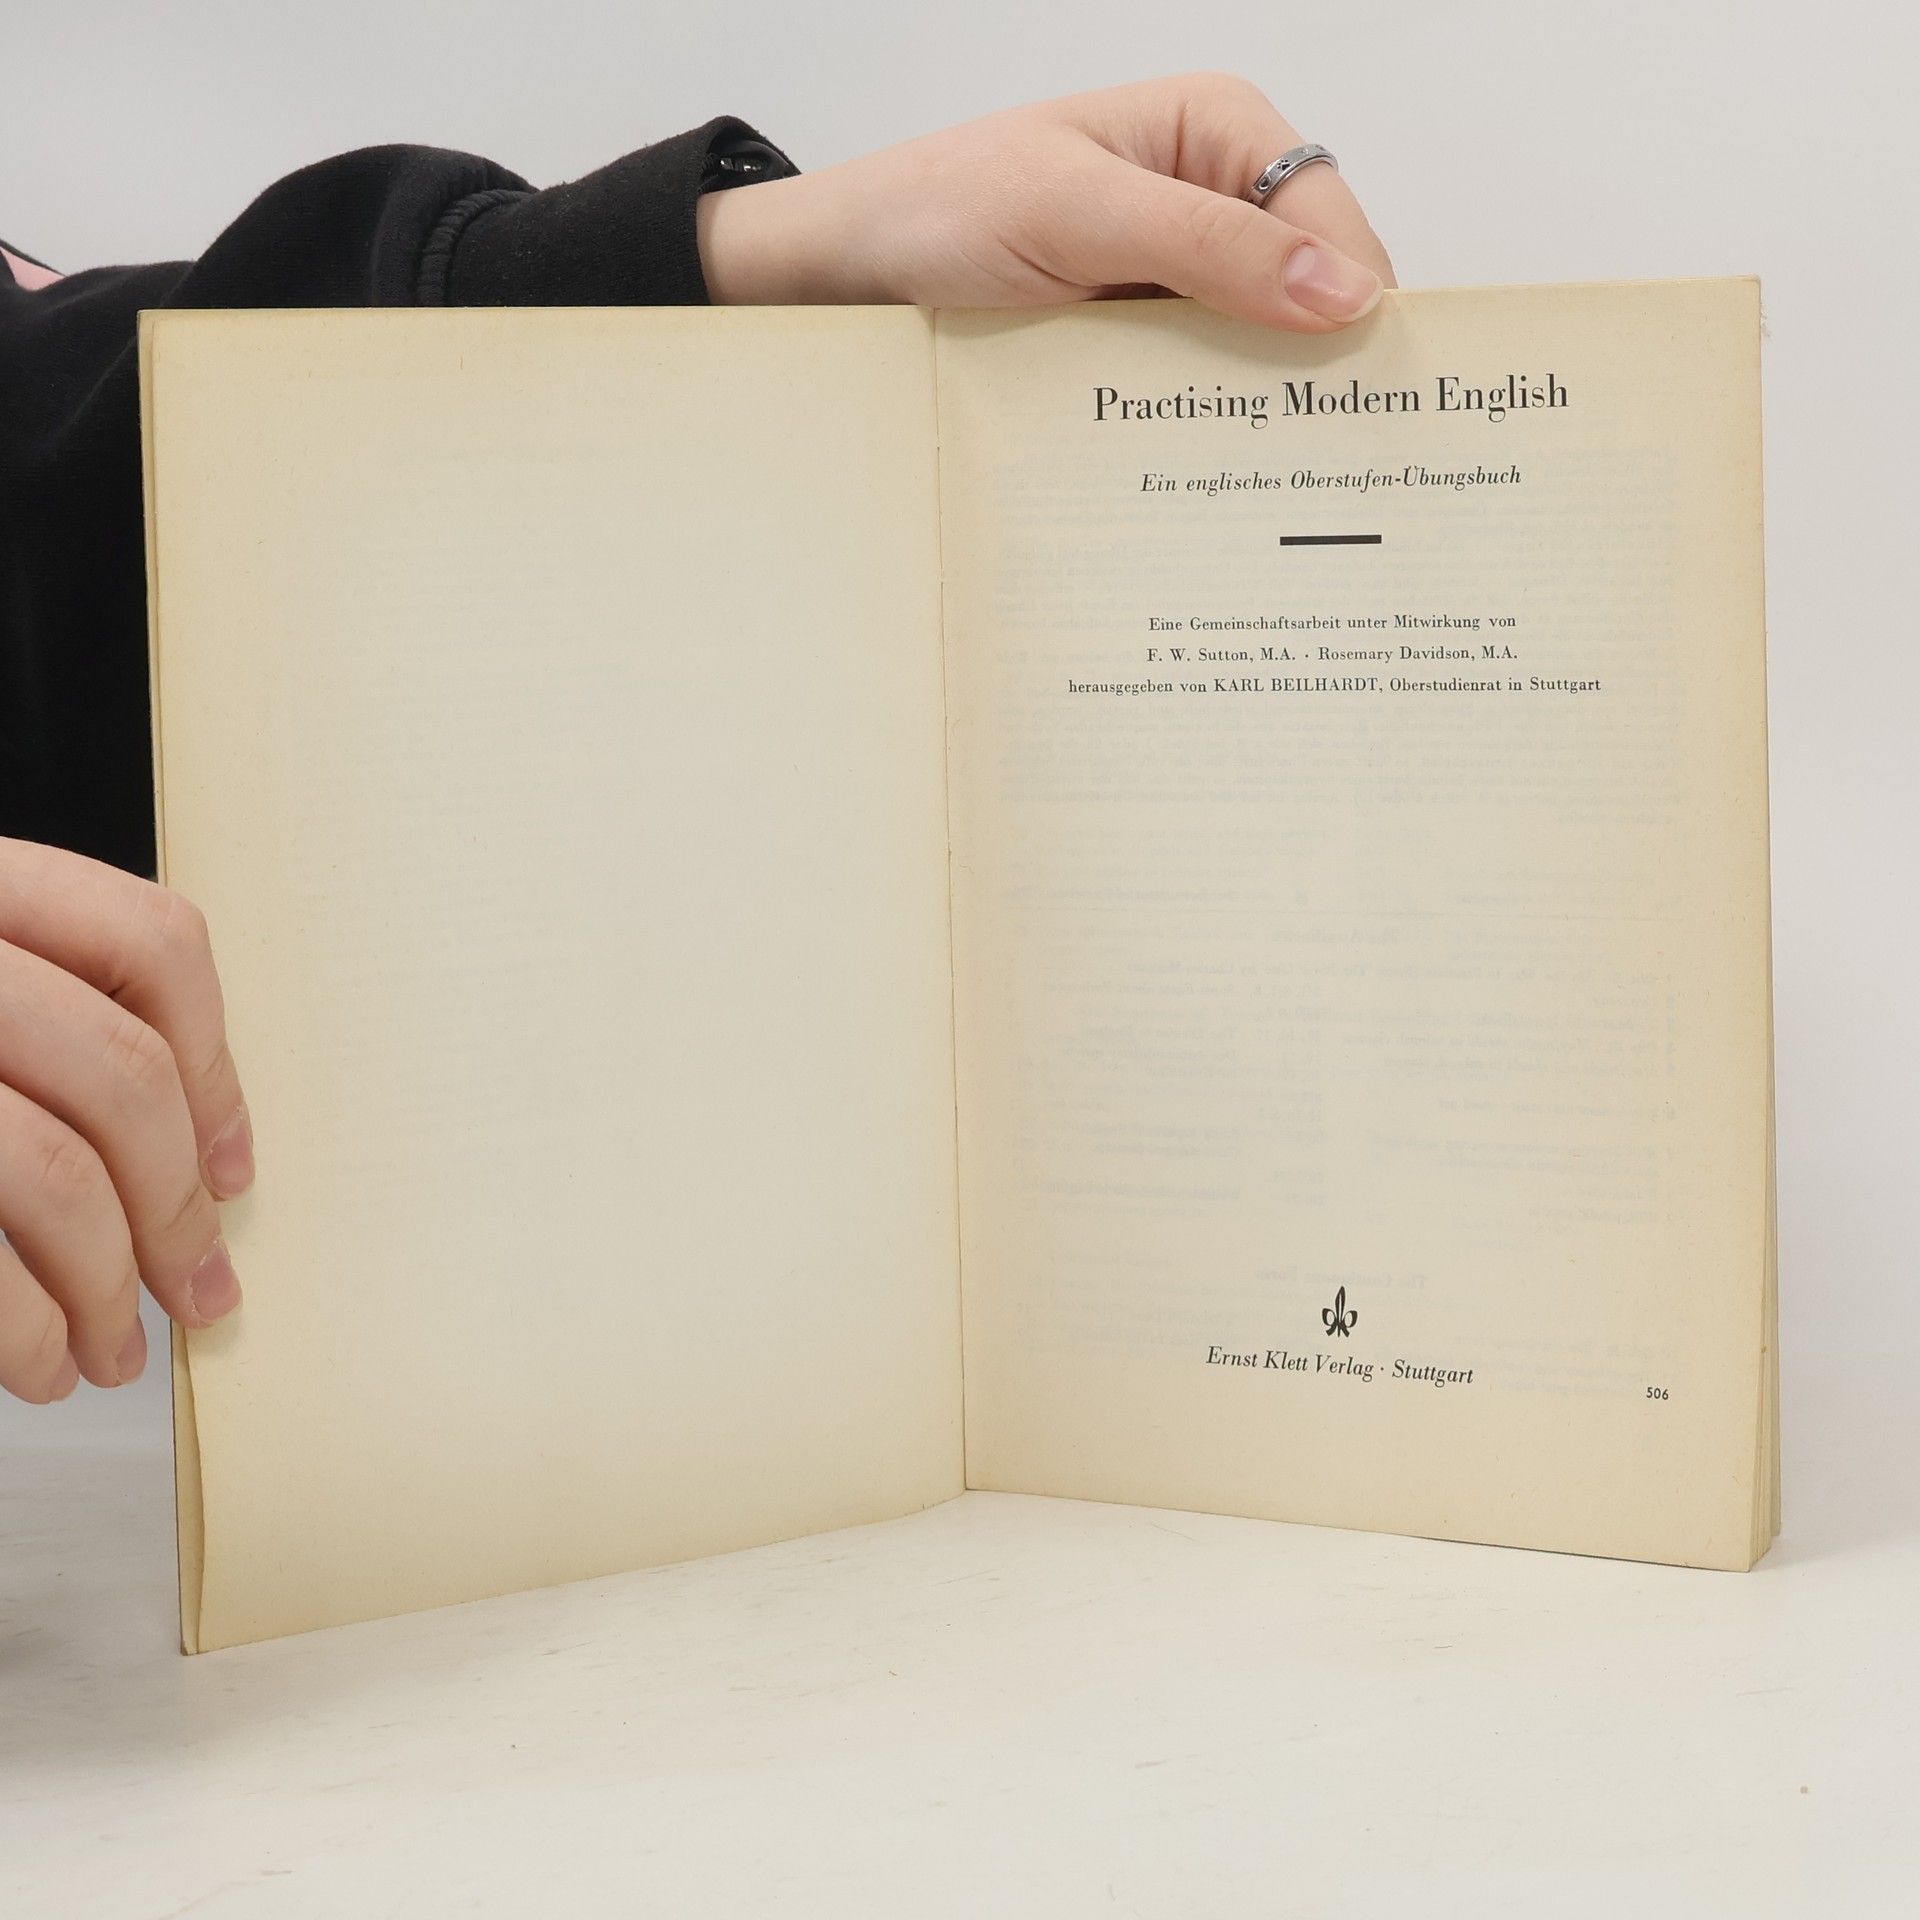 Practising Modern English
Ein englisches Oberstufen-Übungsbuch
Eine Gemeinschaftsarbeit unter Mitwirkung von
F. W. Sutton, M.A. · Rosemary Davidson, M.A.
herausgegeben von KARL BEILHARDT, Oberstudienrat in Stuttgart
Ernst Klett Verlag · Stuttgart
506